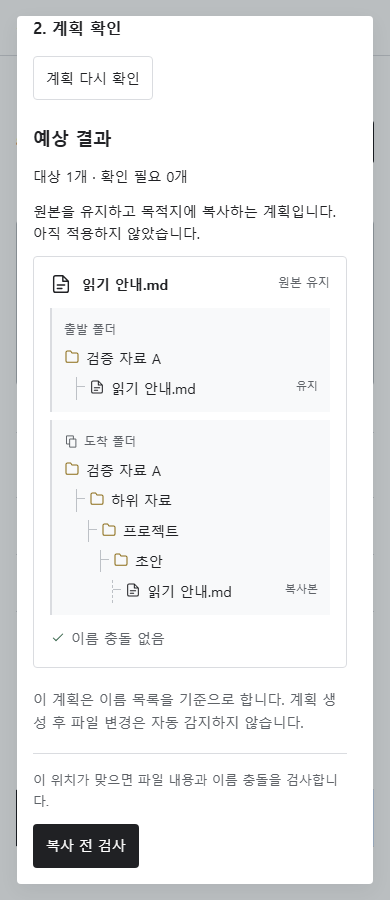 2. 계획 확인
계획 다시 확인
예상 결과
대상 1개 · 확인 필요 0개
원본을 유지하고 목적지에 복사하는 계획입니다.
아직 적용하지 않았습니다.
읽기 안내.md 원본 유지
출발 폴더
검증 자료 A
읽기 안내.md 유지
도착 폴더
검증 자료 A
하위 자료
프로젝트
초안
읽기 안내.md 복사본
이름 충돌 없음
이 계획은 이름 목록을 기준으로 합니다. 계획 생
성 후 파일 변경은 자동 감지하지 않습니다.
이 위치가 맞으면 파일 내용과 이름 충돌을 검사합니
다.
복사 전 검사